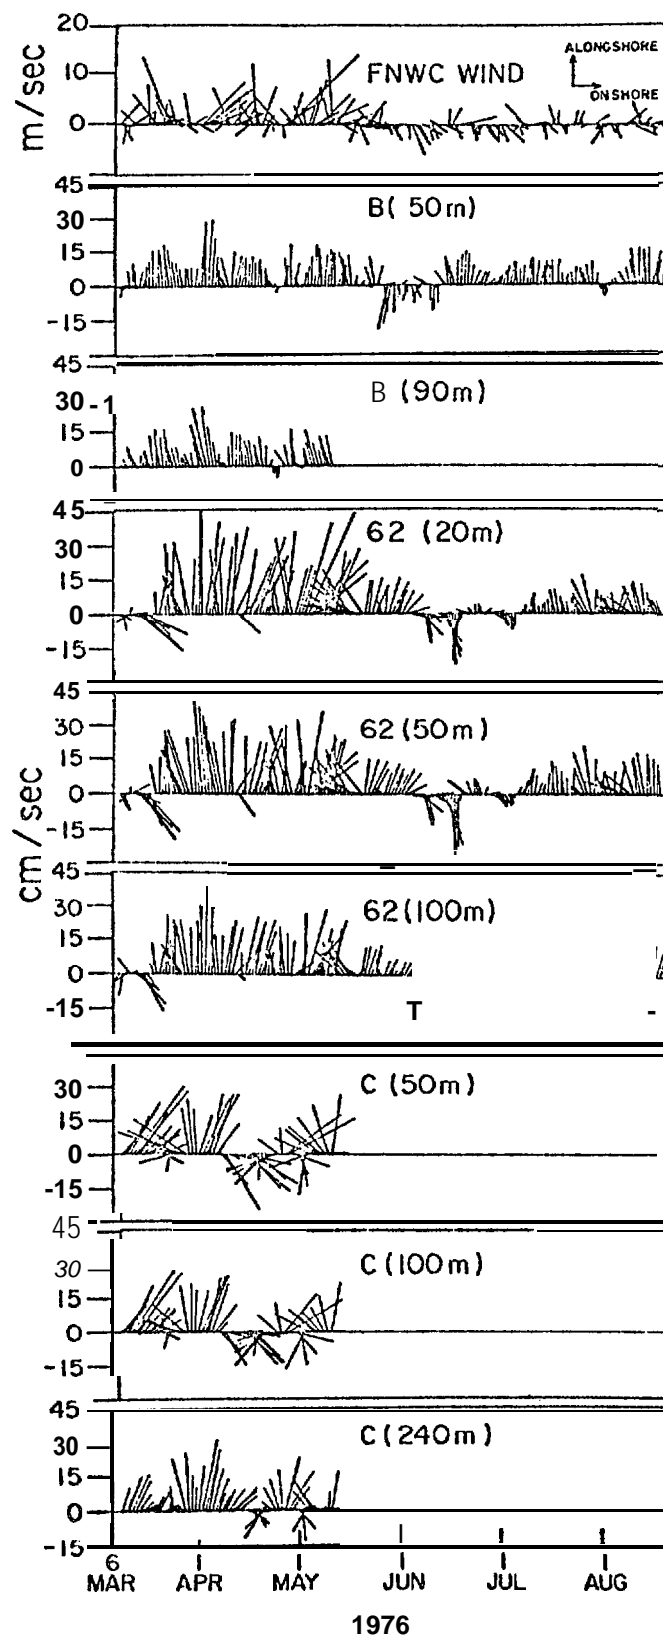 20
10
0
m/sec
FNWC WIND
ALONGSHORE
ONSHORE
45
30
15
0
-15
B( 50m)
45
30 -1
15
0
B (90m)
45
30
15
0
-15
62 (20m)
45
30
15
0
-15
62 (50m)
cm/sec
45
30
15
0
-15
62 (100m)
T
-
30
15
0
-15
C (50m)
45
30
15
0
-15
C (100m)
45
30
15
0
-15
C (240m)
6
MAR APR MAY JUN JUL AUG
1976